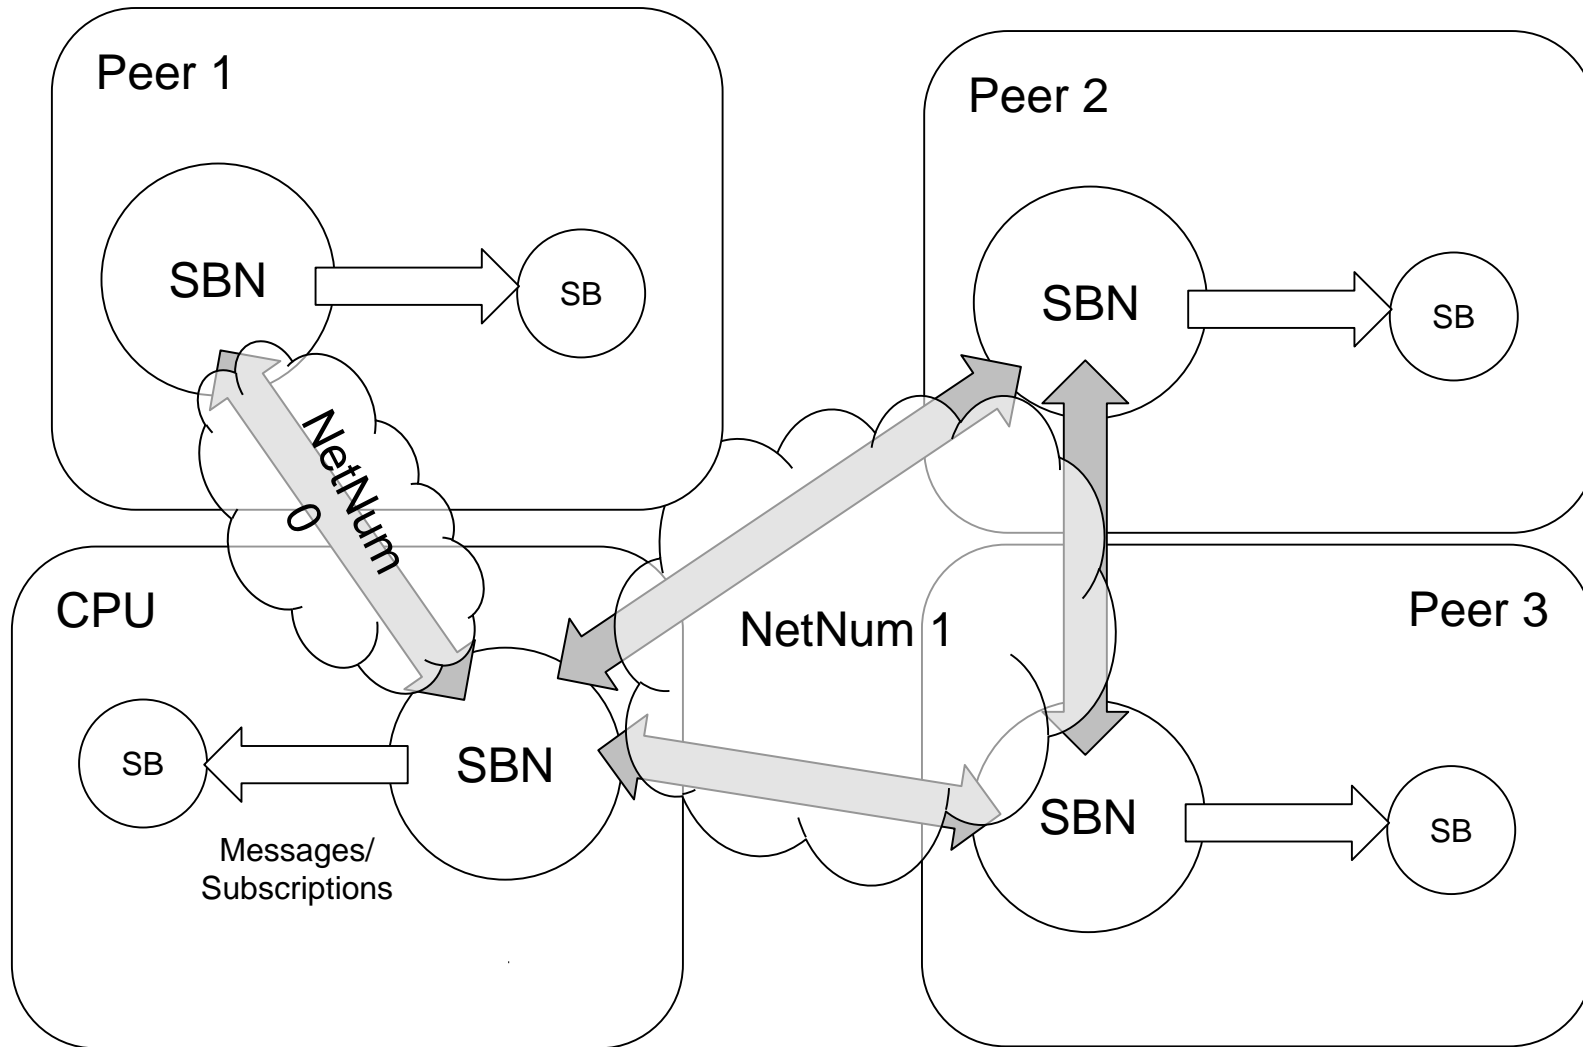 Peer 1
SBN
SB
Peer 2
SBN
SB
NetNum
0
CPU
SB
SBN
Messages/
Subscriptions
NetNum 1
Peer 3
SBN
SB